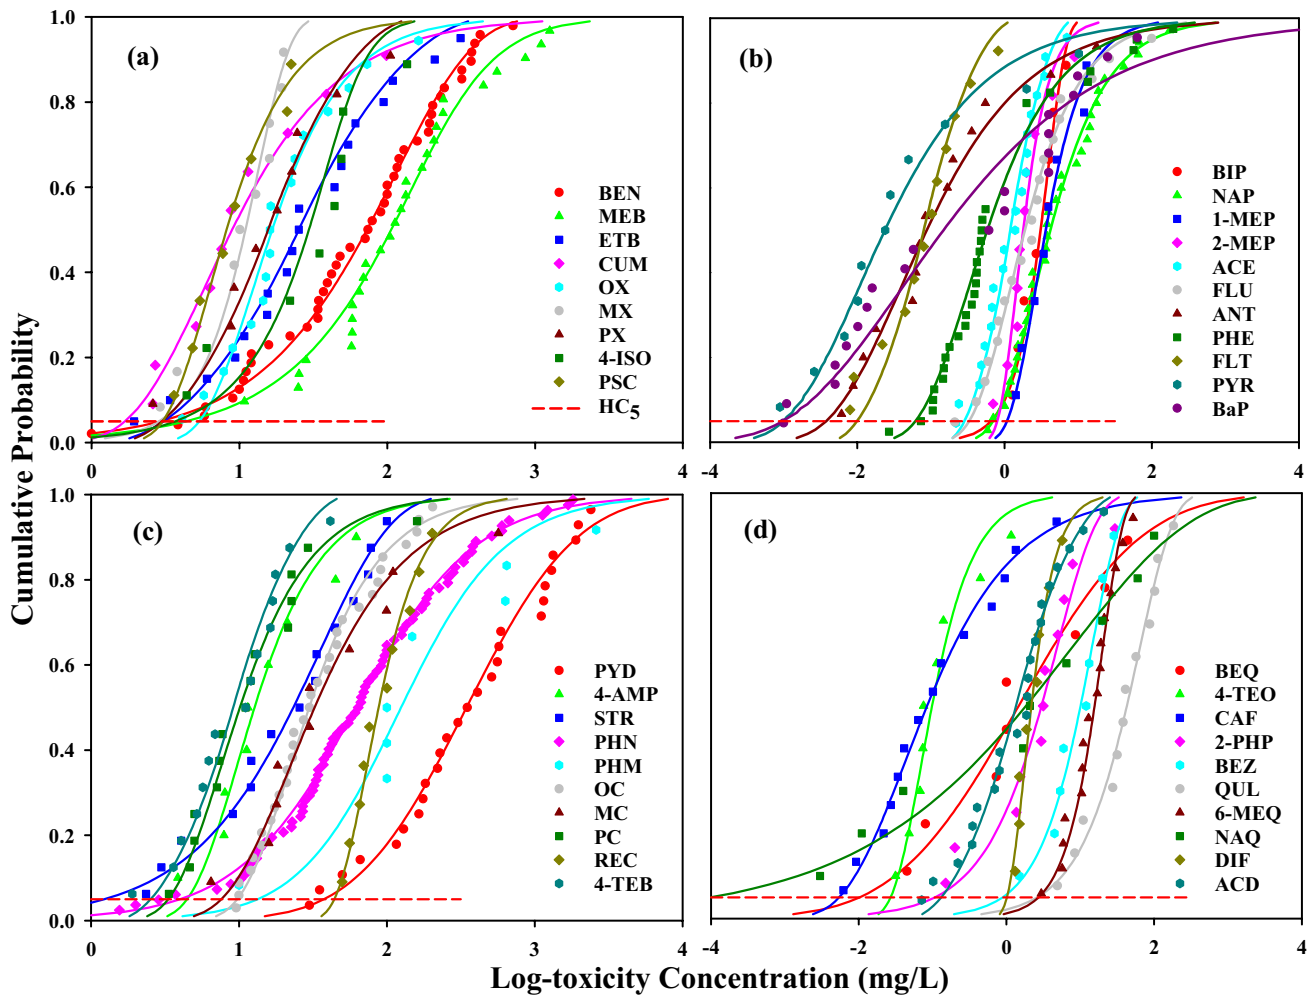 (a)
1.0
0.8
0.6
0.4
0.2
0.0
0
1
2
3
4
BEN
MEB
ETB
CUM
OX
MX
PX
4-ISO
PSC
HC5
(b)
-4
-2
0
2
4
BIP
NAP
1-MEP
2-MEP
ACE
FLU
ANT
PHE
FLT
PYR
BaP
Cumulative Probability
(c)
1.0
0.8
0.6
0.4
0.2
0.0
0
1
2
3
4
PYD
4-AMP
STR
PHN
PHM
OC
MC
PC
REC
4-TEB
(d)
-4
-2
0
2
4
BEQ
4-TEO
CAF
2-PHP
BEZ
QUL
6-MEQ
NAQ
DIF
ACD
Log-toxicity Concentration (mg/L)